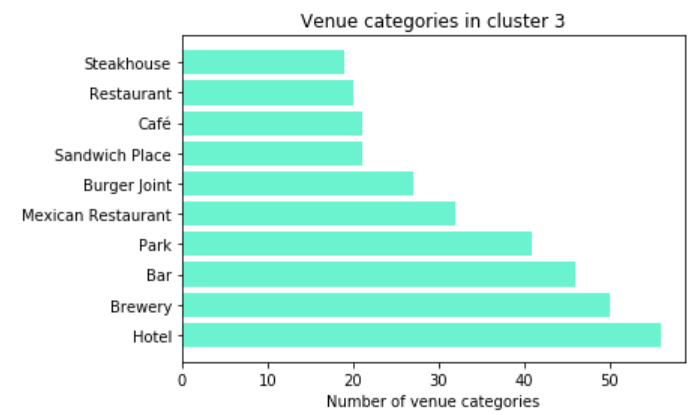 Venue categories in cluster 3
Steakhouse
Restaurant
Café
Sandwich Place
Burger Joint
Mexican Restaurant
Park
Bar
Brewery
Hotel
0 10 20 30 40 50
Number of venue categories